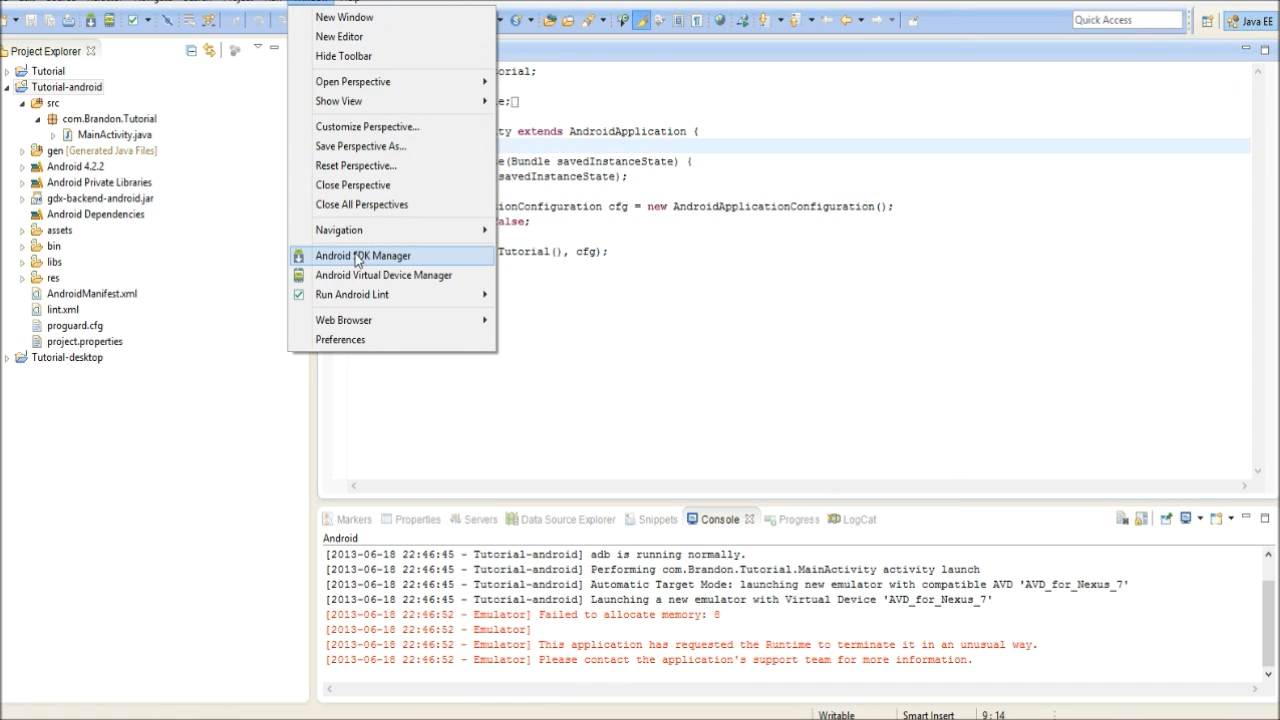 Quick Access
Java EE
Project Explorer
Tutorial
Tutorial-android
src
com.Brandon.Tutorial
MainActivity.java
gen [Generated Java Files]
Android 4.2.2
Android Private Libraries
gdx-backend-android.jar
Android Dependencies
assets
bin
libs
res
AndroidManifest.xml
lint.xml
proguard.cfg
project.properties
Tutorial-desktop
New Window
New Editor
Hide Toolbar
Open Perspective
Show View
Customize Perspective...
Save Perspective As...
Reset Perspective...
Close Perspective
Close All Perspectives
Navigation
Android SDK Manager
Android Virtual Device Manager
Run Android Lint
Web Browser
Preferences
orial;
e;
ty extends AndroidApplication {
e(Bundle savedInstanceState) {
savedInstanceState);
ionConfiguration cfg = new AndroidApplicationConfiguration();
alse;
Tutorial(), cfg);
Markers Properties Servers Data Source Explorer Snippets Console Progress LogCat
Android
[2013-06-18 22:46:45 - Tutorial-android] adb is running normally.
[2013-06-18 22:46:45 - Tutorial-android] Performing com.Brandon.Tutorial.MainActivity activity launch
[2013-06-18 22:46:45 - Tutorial-android] Automatic Target Mode: launching new emulator with compatible AVD 'AVD_for_Nexus_7'
[2013-06-18 22:46:45 - Tutorial-android] Launching a new emulator with Virtual Device 'AVD_for_Nexus_7'
[2013-06-18 22:46:52 - Emulator] Failed to allocate memory: 8
[2013-06-18 22:46:52 - Emulator]
[2013-06-18 22:46:52 - Emulator] This application has requested the Runtime to terminate it in an unusual way.
[2013-06-18 22:46:52 - Emulator] Please contact the application's support team for more information.
Writable Smart Insert 9:14